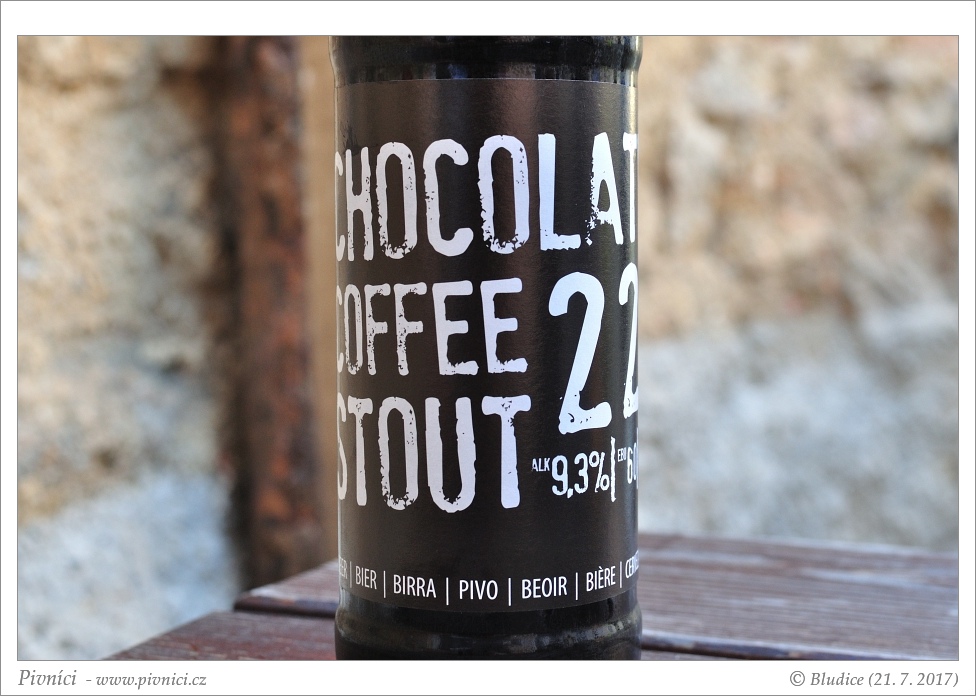 CHOCOLAT
COFFEE 22
STOUT ALK 9,3% EBU
BIER | BIRRA | PIVO | BEOIR | BIÈRE
Pivníci - www.pivnici.cz
© Bludice (21. 7. 2017)